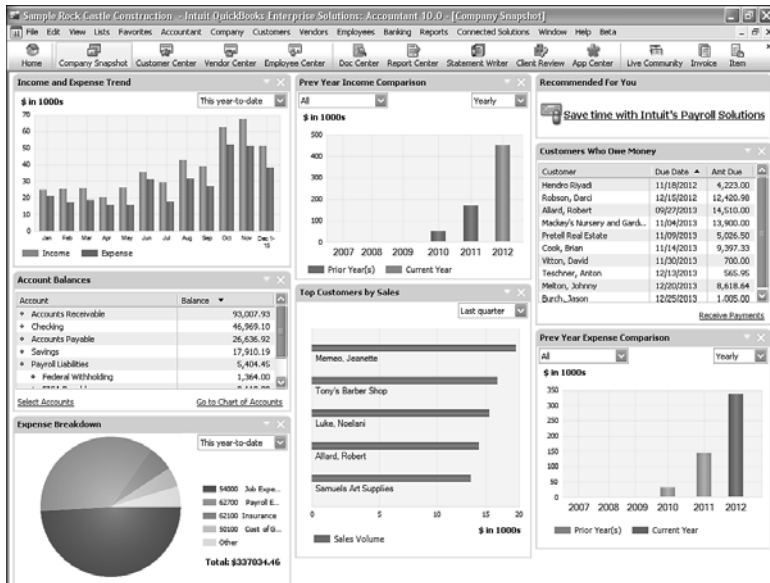 Sample Rock Castle Construction - Intuit QuickBooks Enterprise Solutions: Accountant 10.0 - [Company Snapshot]
File Edit View Lists Favorites Accountant Company Customers Vendors Employees Banking Reports Connected Solutions Window Help Beta
Home Company Snapshot Customer Center Vendor Center Employee Center Doc Center Report Center Statement Writer Client Review App Center Live Community Invoice Item
Income and Expense Trend
$ in 1000s
This year-to-date
70
60
50
40
30
20
10
0
Jan Feb Mar Apr May Jun Jul Aug Sep Oct Nov Dec 1-
15
Income Expense
Account Balances
Account Balance
Accounts Receivable 93,007.93
Checking 46,969.10
Accounts Payable 26,636.92
Savings 17,910.19
Payroll Liabilities 5,404.45
Federal Withholding 1,364.00
Select Accounts Go to Chart of Accounts
Expense Breakdown
This year-to-date
54000 Job Expe...
62700 Payroll E...
62100 Insurance
50100 Cost of G...
Other
Total: $337034.46
Prev Year Income Comparison
All Yearly
$ in 1000s
500
400
300
200
100
0
2007 2008 2009 2010 2011 2012
Prior Year(s) Current Year
Top Customers by Sales
Last quarter
Memeo, Jeanette
Tony's Barber Shop
Luke, Noelani
Allard, Robert
Samuels Art Supplies
0 5 10 15 20
$ in 1000s
Sales Volume
Recommended For You
Save time with Intuit's Payroll Solutions
Customers Who Owe Money
Customer Due Date Amt Due
Hendro Riyadi 11/18/2012 4,223.00
Robson, Darci 12/15/2012 12,420.98
Allard, Robert 09/27/2013 14,510.00
Mackey's Nursery and Gard... 11/04/2013 13,900.00
Pretell Real Estate 11/09/2013 5,026.50
Cook, Brian 11/14/2013 9,397.33
Vitton, David 11/30/2013 700.00
Teschner, Anton 12/13/2013 565.95
Melton, Johnny 12/20/2013 8,618.64
Burch, Jason 12/25/2013 1,005.00
Receive Payments
Prev Year Expense Comparison
All Yearly
$ in 1000s
350
300
250
200
150
100
50
0
2007 2008 2009 2010 2011 2012
Prior Year(s) Current Year